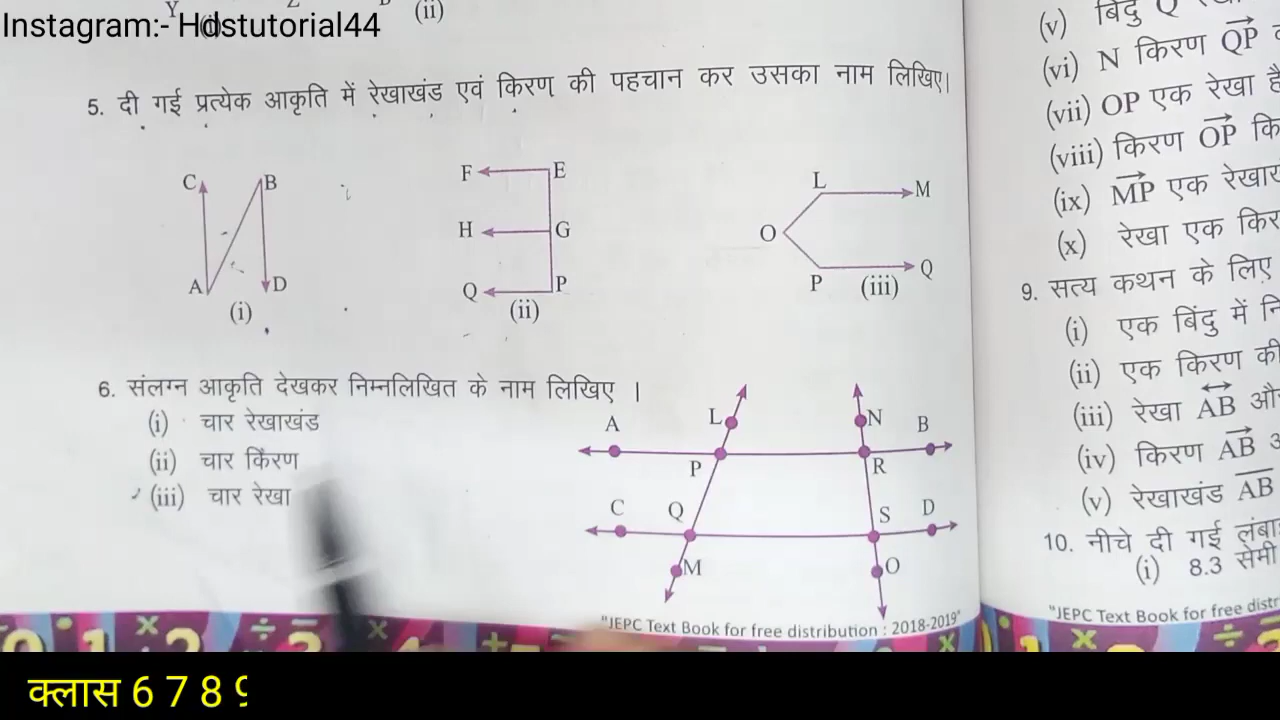 Y
(ii)
Instagram:- Hdstutorial44
5. दी गई प्रत्येक आकृति में रेखाखंड एवं किरण की पहचान कर उसका नाम लिखिए।
C B A D
(i)
F E
H G
Q P
(ii)
L M
O
P Q
(iii)
6. संलग्न आकृति देखकर निम्नलिखित के नाम लिखिए ।
(i) चार रेखाखंड
(ii) चार किरण
(iii) चार रेखा
A L N B
P R
C Q S D
M O
"JEPC Text Book for free distribution : 2018-2019"
(v) बिंदु Q
(vi) N किरण QP
(vii) OP एक रेखा
(viii) किरण OP
(ix) MP एक
(x) रेखा एक
9. सत्य कथन के लिए
(i) एक बिंदु में
(ii) एक किरण की
(iii) रेखा AB
(iv) किरण AB
(v) रेखाखंड AB
10. नीचे दी गई
(i) 8.3 सेमी
"JEPC Text Book for free
क्लास 6 7 8 9